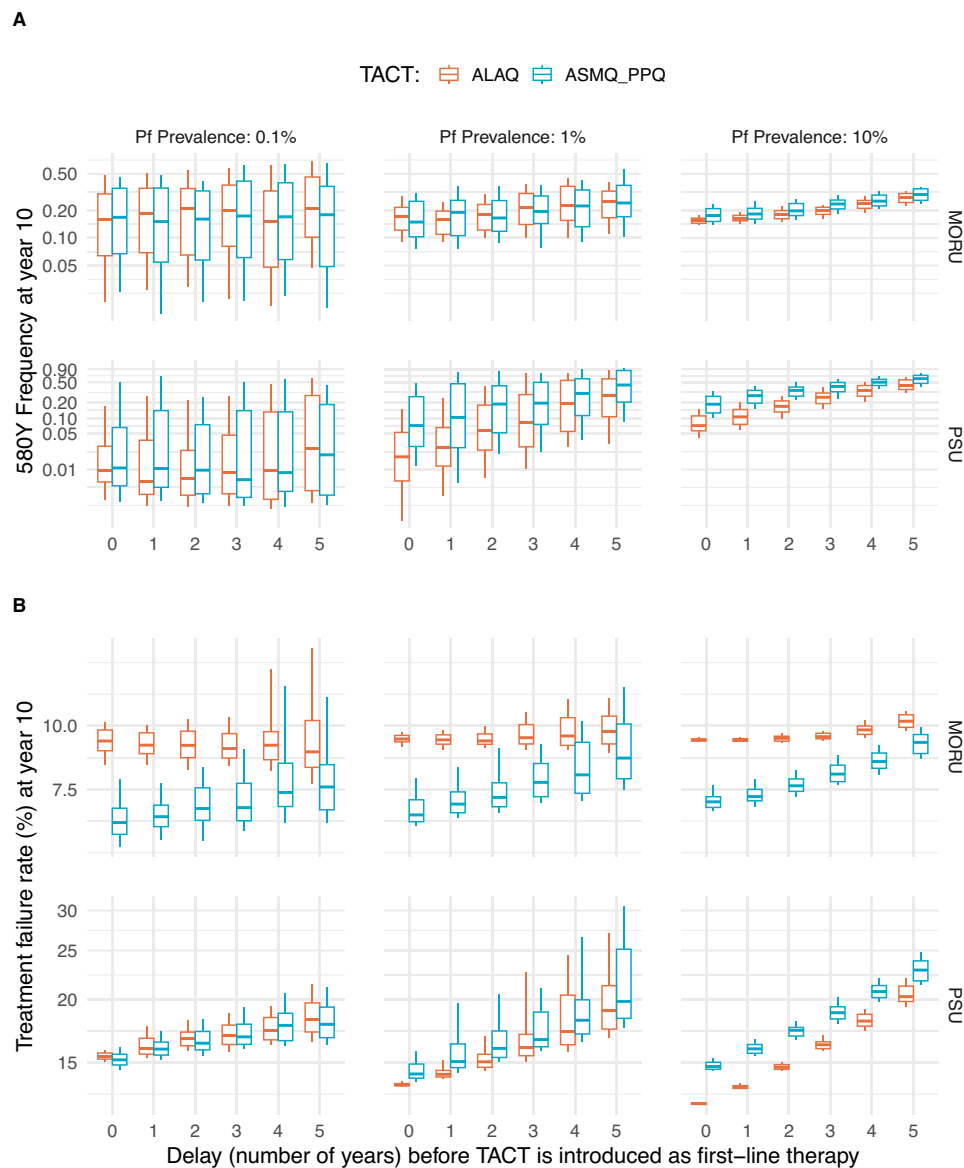 A
TACT: ALAQ ASMQ_PPQ
Pf Prevalence: 0.1% Pf Prevalence: 1% Pf Prevalence: 10%
580Y Frequency at year 10
0.50
0.20
0.10
0.05
MORU
0.90
0.50
0.20
0.10
0.05
0.01
PSU
0 1 2 3 4 5 0 1 2 3 4 5 0 1 2 3 4 5
B
Treatment failure rate (%) at year 10
10.0
7.5
MORU
30
25
20
15
PSU
0 1 2 3 4 5 0 1 2 3 4 5 0 1 2 3 4 5
Delay (number of years) before TACT is introduced as first−line therapy